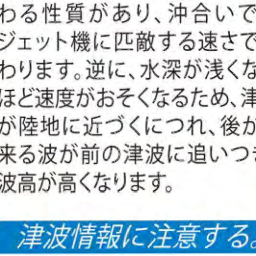 わる性質があり、沖合いで
ジェット機に匹敵する速さで
わります。逆に、水深が浅くな
ほど速度がおそくなるため、津
が陸地に近づくにつれ、後か
来る波が前の津波に追いつき
波高が高くなります。
津波情報に注意する。